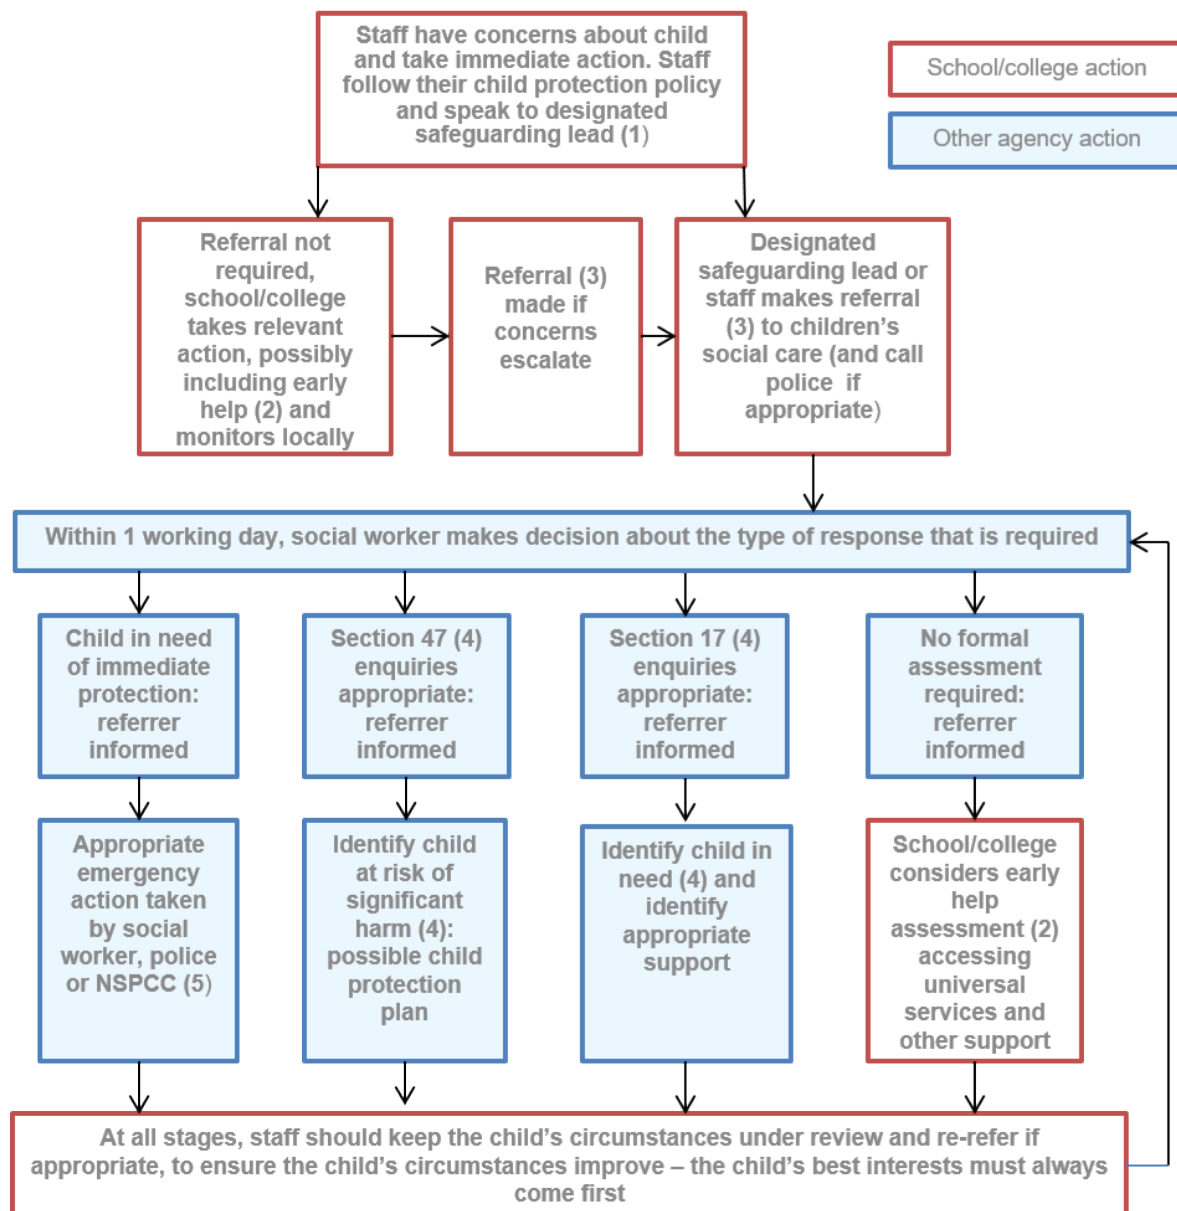 Staff have concerns about child
and take immediate action. Staff
follow their child protection policy
and speak to designated
safeguarding lead (1)
School/college action
Other agency action
Referral not
required,
school/college
takes relevant
action, possibly
including early
help (2) and
monitors locally
Referral (3)
made if
concerns
escalate
Designated
safeguarding lead or
staff makes referral
(3) to children’s
social care (and call
police if
appropriate)
Within 1 working day, social worker makes decision about the type of response that is required
Child in need
of immediate
protection:
referrer
informed
Section 47 (4)
enquiries
appropriate:
referrer
informed
Section 17 (4)
enquiries
appropriate:
referrer
informed
No formal
assessment
required:
referrer
informed
Appropriate
emergency
action taken
by social
worker, police
or NSPCC (5)
Identify child
at risk of
significant
harm (4):
possible child
protection
plan
Identify child in
need (4) and
identify
appropriate
support
School/college
considers early
help
assessment (2)
accessing
universal
services and
other support
At all stages, staff should keep the child’s circumstances under review and re-refer if
appropriate, to ensure the child’s circumstances improve – the child’s best interests must always
come first